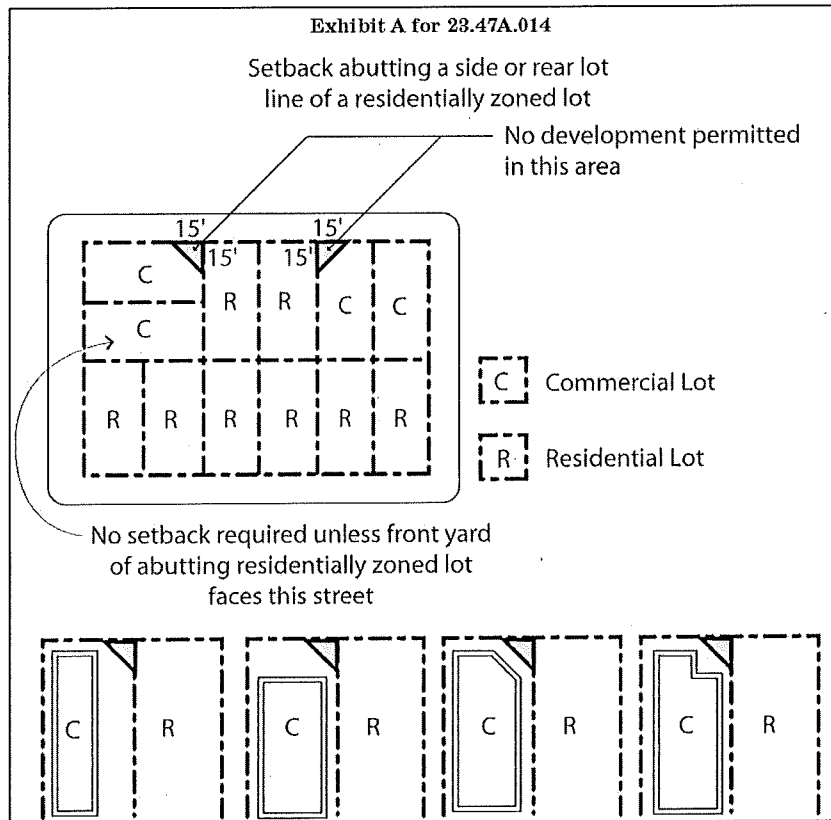 Exhibit A for 23.47A.014
Setback abutting a side or rear lot
line of a residentially zoned lot
No development permitted
in this area
15' 15'
15' 15'
C R R C C
C
R R R R R R
C Commercial Lot
R Residential Lot
No setback required unless front yard
of abutting residentially zoned lot
faces this street
C R C R C R C R